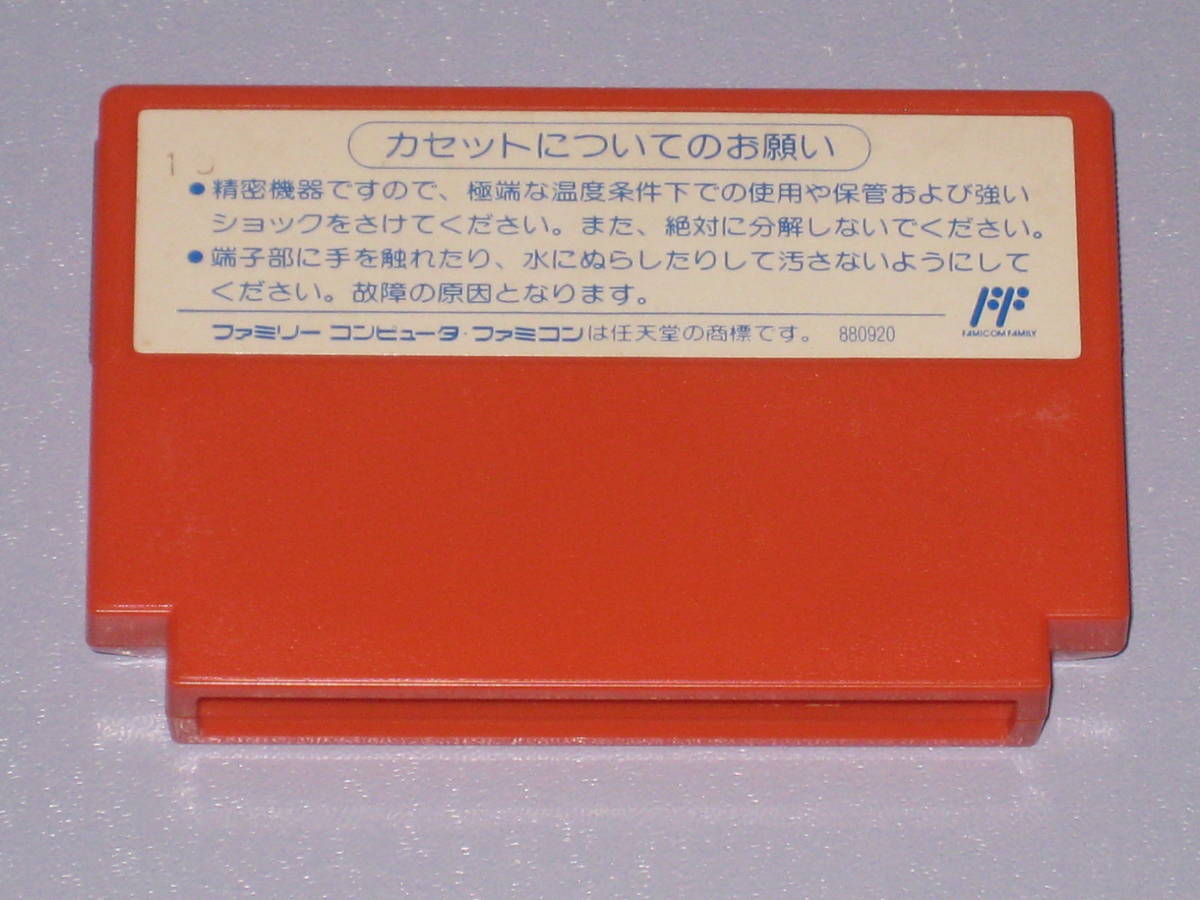 カセットについてのお願い
●精密機器ですので、極端な温度条件下での使用や保管および強い
ショックをさけてください。また、絶対に分解しないでください。
●端子部に手を触れたり、水にぬらしたりして汚さないようにして
ください。故障の原因となります。
FF
FAMICOM FAMILY
ファミリー コンピュータ・ファミコンは任天堂の商標です。 880920